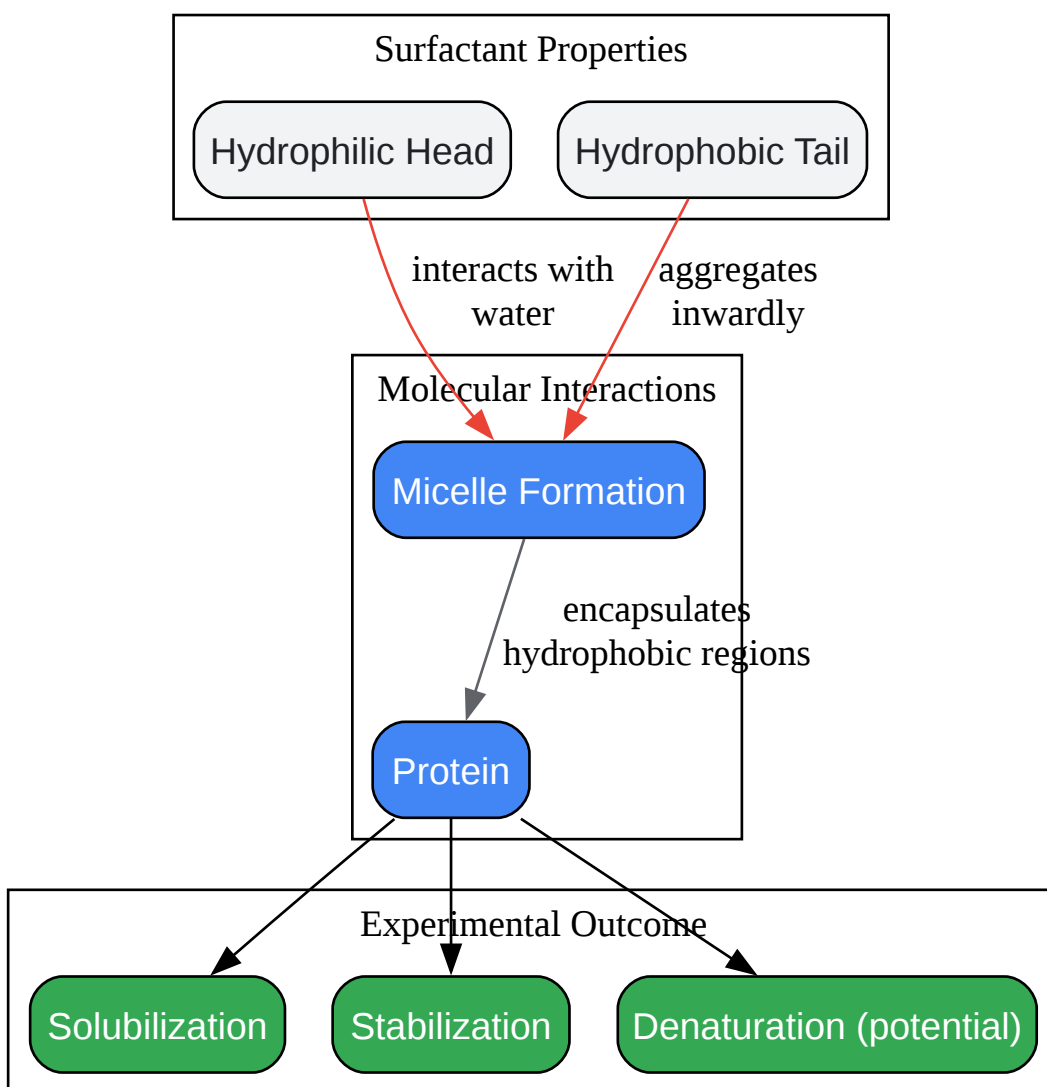 Surfactant Properties
Hydrophilic Head
Hydrophobic Tail
interacts with
water
aggregates
inwardly
Molecular Interactions
Micelle Formation
encapsulates
hydrophobic regions
Protein
Experimental Outcome
Solubilization
Stabilization
Denaturation (potential)